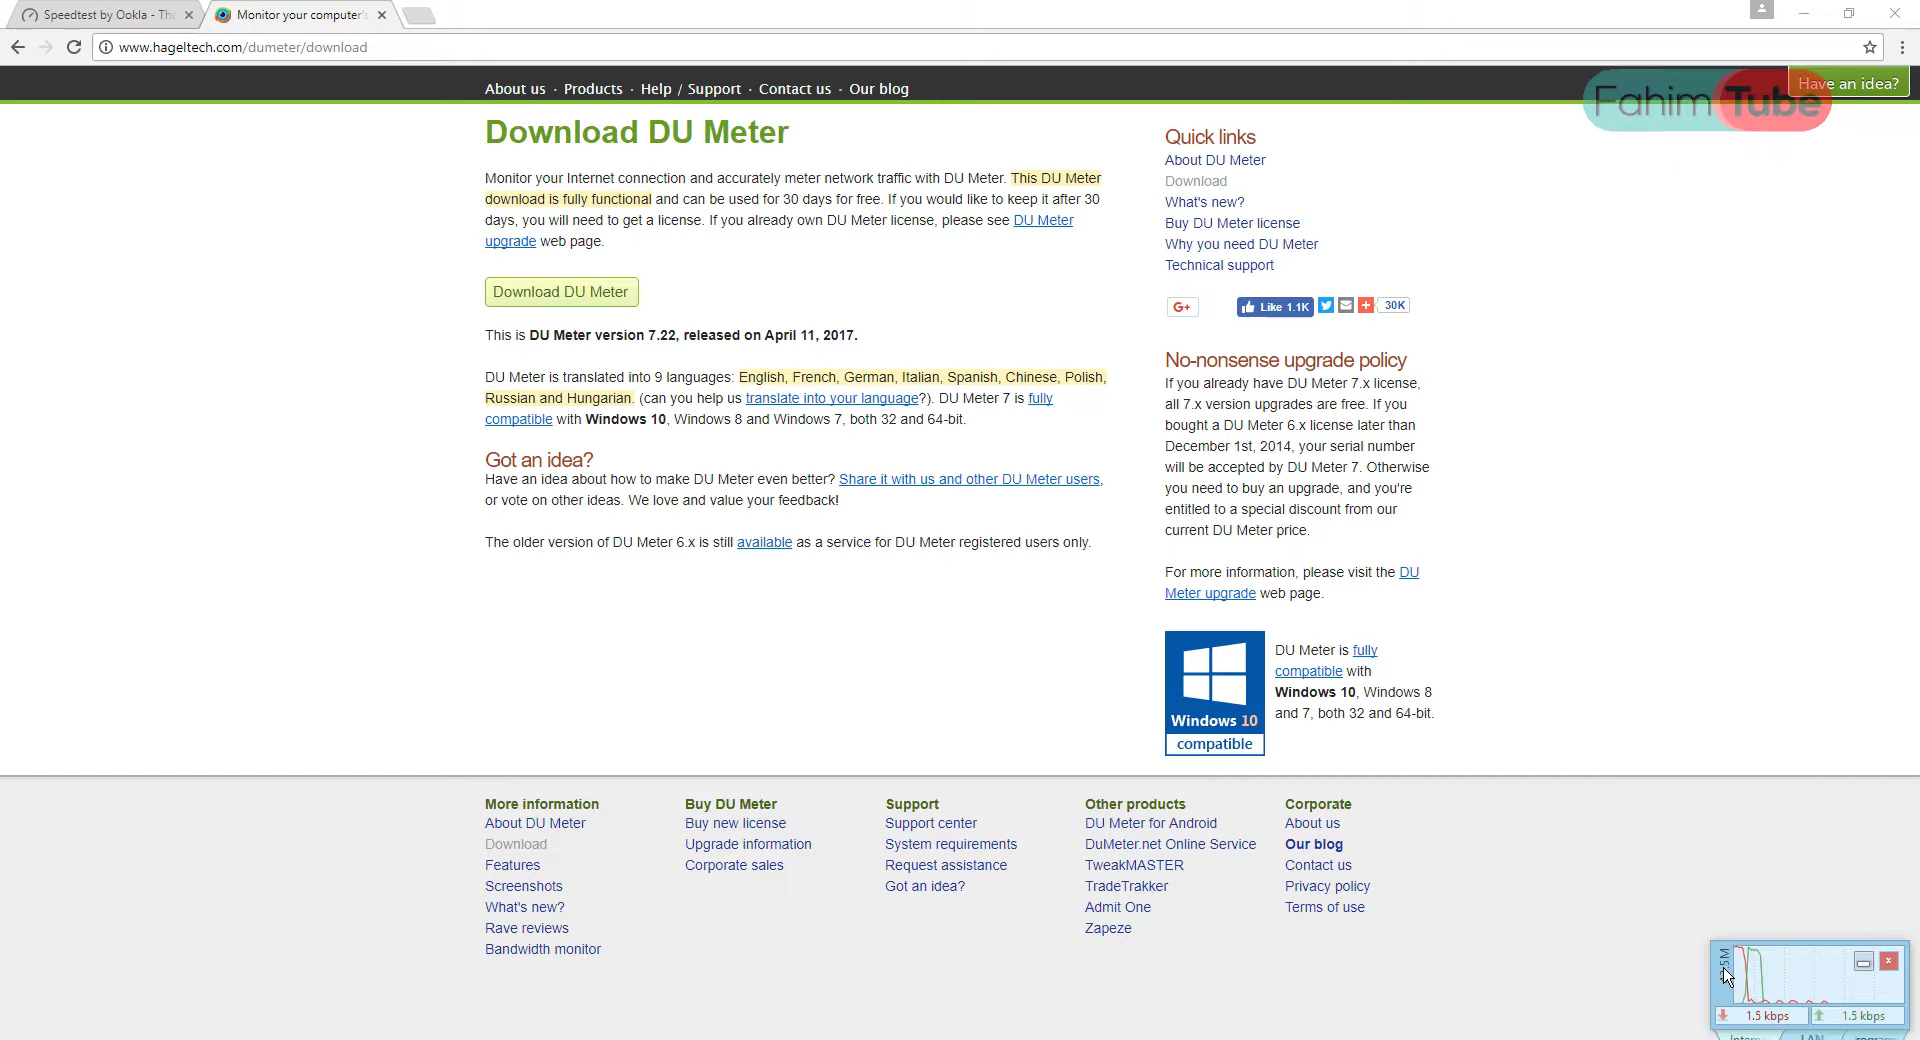 Speedtest by Ookla - The
Monitor your computer's
www.hageltech.com/dumeter/download
About us · Products · Help / Support · Contact us · Our blog
Have an idea?
Fahim Tube
Download DU Meter
Monitor your Internet connection and accurately meter network traffic with DU Meter. This DU Meter
download is fully functional and can be used for 30 days for free. If you would like to keep it after 30
days, you will need to get a license. If you already own DU Meter license, please see DU Meter
upgrade web page.
Download DU Meter
This is DU Meter version 7.22, released on April 11, 2017.
DU Meter is translated into 9 languages: English, French, German, Italian, Spanish, Chinese, Polish,
Russian and Hungarian. (can you help us translate into your language?). DU Meter 7 is fully
compatible with Windows 10, Windows 8 and Windows 7, both 32 and 64-bit.
Got an idea?
Have an idea about how to make DU Meter even better? Share it with us and other DU Meter users,
or vote on other ideas. We love and value your feedback!
The older version of DU Meter 6.x is still available as a service for DU Meter registered users only.
Quick links
About DU Meter
Download
What's new?
Buy DU Meter license
Why you need DU Meter
Technical support
G+ Like 1.1K 30K
No-nonsense upgrade policy
If you already have DU Meter 7.x license,
all 7.x version upgrades are free. If you
bought a DU Meter 6.x license later than
December 1st, 2014, your serial number
will be accepted by DU Meter 7. Otherwise
you need to buy an upgrade, and you're
entitled to a special discount from our
current DU Meter price.
For more information, please visit the DU
Meter upgrade web page.
Windows 10
compatible
DU Meter is fully
compatible with
Windows 10, Windows 8
and 7, both 32 and 64-bit.
More information
About DU Meter
Download
Features
Screenshots
What's new?
Rave reviews
Bandwidth monitor
Buy DU Meter
Buy new license
Upgrade information
Corporate sales
Support
Support center
System requirements
Request assistance
Got an idea?
Other products
DU Meter for Android
DuMeter.net Online Service
TweakMASTER
TradeTrakker
Admit One
Zapeze
Corporate
About us
Our blog
Contact us
Privacy policy
Terms of use
1.5 kbps 1.5 kbps